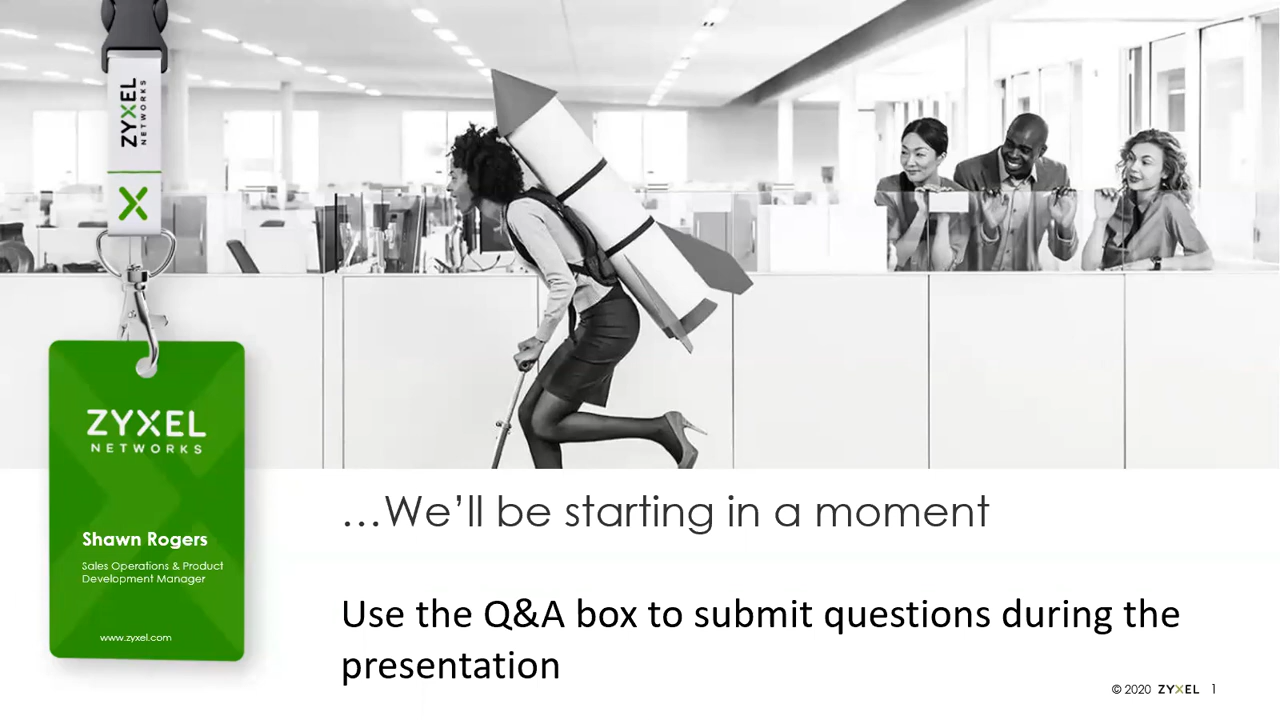 ZYXEL
NETWORKS
ZYXEL
NETWORKS
Shawn Rogers
Sales Operations & Product
Development Manager
www.zyxel.com
…We’ll be starting in a moment
Use the Q&A box to submit questions during the
presentation
© 2020 ZYXEL 1